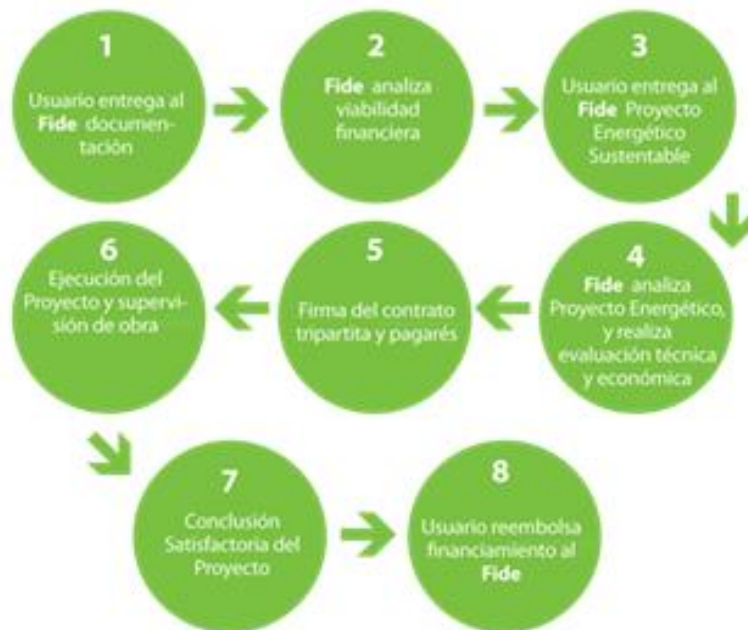 1
Usuario entrega al
Fide documen-
tación
2
Fide analiza
viabilidad
financiera
3
Usuario entrega al
Fide Proyecto
Energético
Sustentable
4
Fide analiza
Proyecto Energético,
y realiza
evaluación técnica
y económica
5
Firma del contrato
tripartita y pagarés
6
Ejecución del
Proyecto y supervi-
sión de obra
7
Conclusión
Satisfactoria del
Proyecto
8
Usuario reembolsa
financiamiento al
Fide